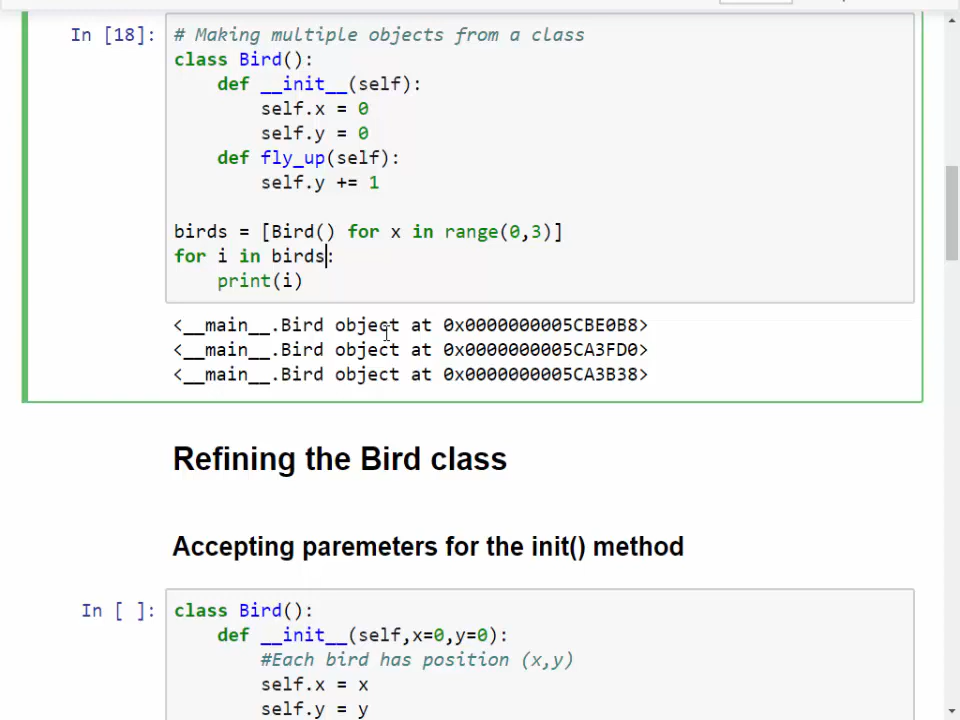 In [18]:
# Making multiple objects from a class
class Bird():
    def __init__(self):
        self.x = 0
        self.y = 0
    def fly_up(self):
        self.y += 1
birds = [Bird() for x in range(0,3)]
for i in birds:
    print(i)
<__main__.Bird object at 0x0000000005CBE0B8>
<__main__.Bird object at 0x0000000005CA3FD0>
<__main__.Bird object at 0x0000000005CA3B38>
Refining the Bird class
Accepting paremeters for the init() method
In [ ]:
class Bird():
    def __init__(self,x=0,y=0):
        #Each bird has position (x,y)
        self.x = x
        self.y = y